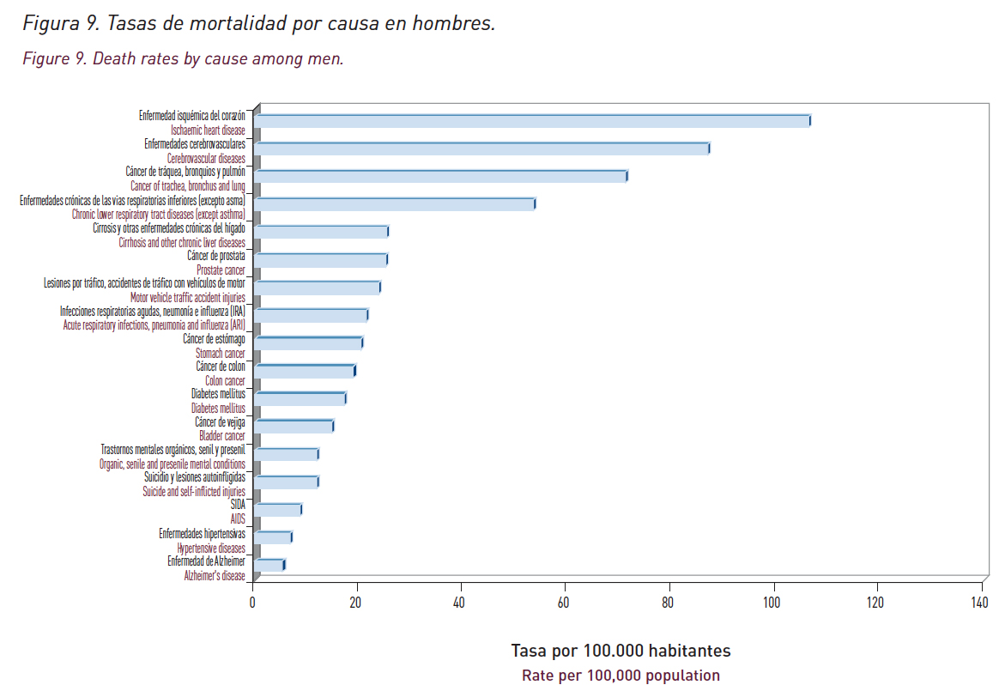 Figura 9. Tasas de mortalidad por causa en hombres.
Figure 9. Death rates by cause among men.
Enfermedad isquémica del corazón
Ischaemic heart disease
Enfermedades cerebrovasculares
Cerebrovascular diseases
Cáncer de tráquea, bronquios y pulmón
Cancer of trachea, bronchus and lung
Enfermedades crónicas de las vias respiratorias inferiores (excepto asma)
Chronic lower respiratory tract diseases (except asthma)
Cirrosis y otras enfermedades crónicas del hígado
Cirrhosis and other chronic liver diseases
Cáncer de prostata
Prostate cancer
Lesiones por tráfico, accidentes de tráfico con vehículos de motor
Motor vehicle traffic accident injuries
Infecciones respiratorias agudas, neumonía e influenza (IRA)
Acute respiratory infections, pneumonia and influenza (ARI)
Cáncer de estómago
Stomach cancer
Cáncer de colon
Colon cancer
Diabetes mellitus
Diabetes mellitus
Cáncer de vejiga
Bladder cancer
Trastornos mentales orgánicos, senil y presenil
Organic, senile and presenile mental conditions
Suicidio y lesiones autoinfligidas
Suicide and self-inflicted injuries
SIDA
AIDS
Enfermedades hipertensivas
Hypertensive diseases
Enfermedad de Alzheimer
Alzheimer's disease
0 20 40 60 80 100 120 140
Tasa por 100.000 habitantes
Rate per 100,000 population